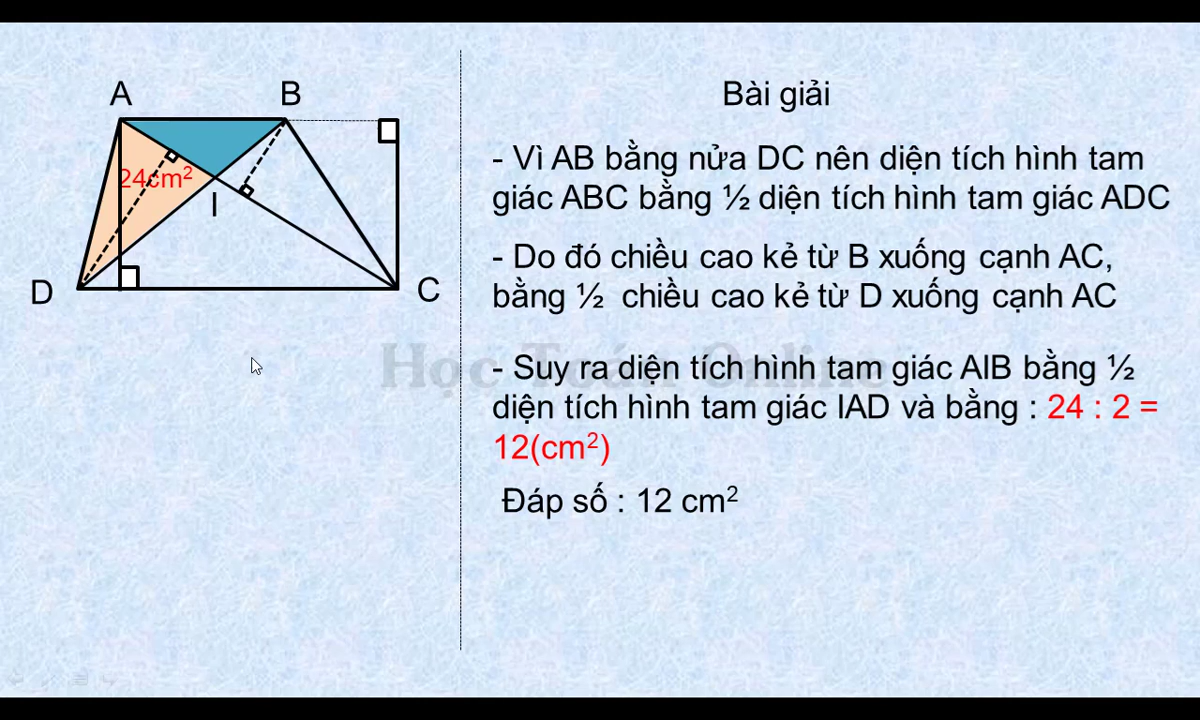 A
B
24cm²
I
D
C
Bài giải
- Vì AB bằng nửa DC nên diện tích hình tam
giác ABC bằng ½ diện tích hình tam giác ADC
- Do đó chiều cao kẻ từ B xuống cạnh AC,
bằng ½ chiều cao kẻ từ D xuống cạnh AC
Học Toán Online
- Suy ra diện tích hình tam giác AIB bằng ½
diện tích hình tam giác IAD và bằng : 24 : 2 =
12(cm²)
Đáp số : 12 cm²